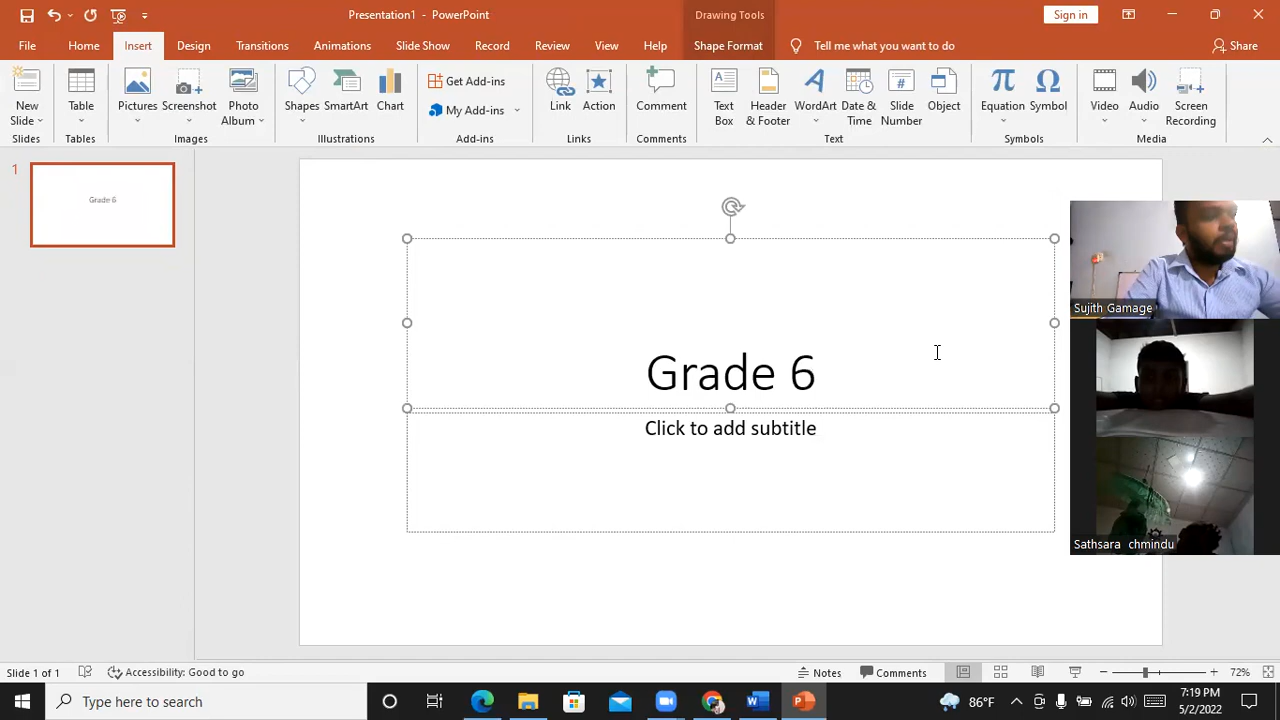 Presentation1 - PowerPoint
Drawing Tools
Sign in
File
Home
Insert
Design
Transitions
Animations
Slide Show
Record
Review
View
Help
Shape Format
Tell me what you want to do
Share
New Slide
Table
Pictures
Screenshot
Photo Album
Shapes
SmartArt
Chart
Get Add-ins
My Add-ins
Link
Action
Comment
Text Box
Header & Footer
WordArt
Date & Time
Slide Number
Object
Equation
Symbol
Video
Audio
Screen Recording
Slides
Tables
Images
Illustrations
Add-ins
Links
Comments
Text
Symbols
Media
1
Grade 6
Grade 6
Click to add subtitle
Sujith Gamage
Sathsara chmindu
Slide 1 of 1
Accessibility: Good to go
Notes
Comments
72%
Type here to search
86°F
7:19 PM
5/2/2022